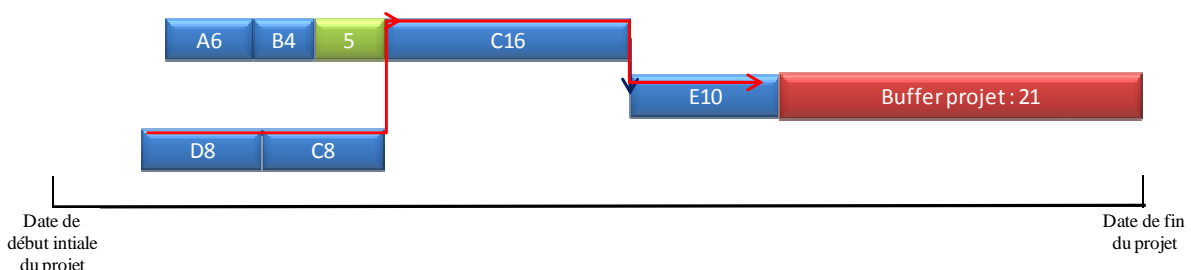 A6 B4 5 C16
E10 Buffer projet : 21
D8 C8
Date de
début intiale
du projet
Date de fin
du projet